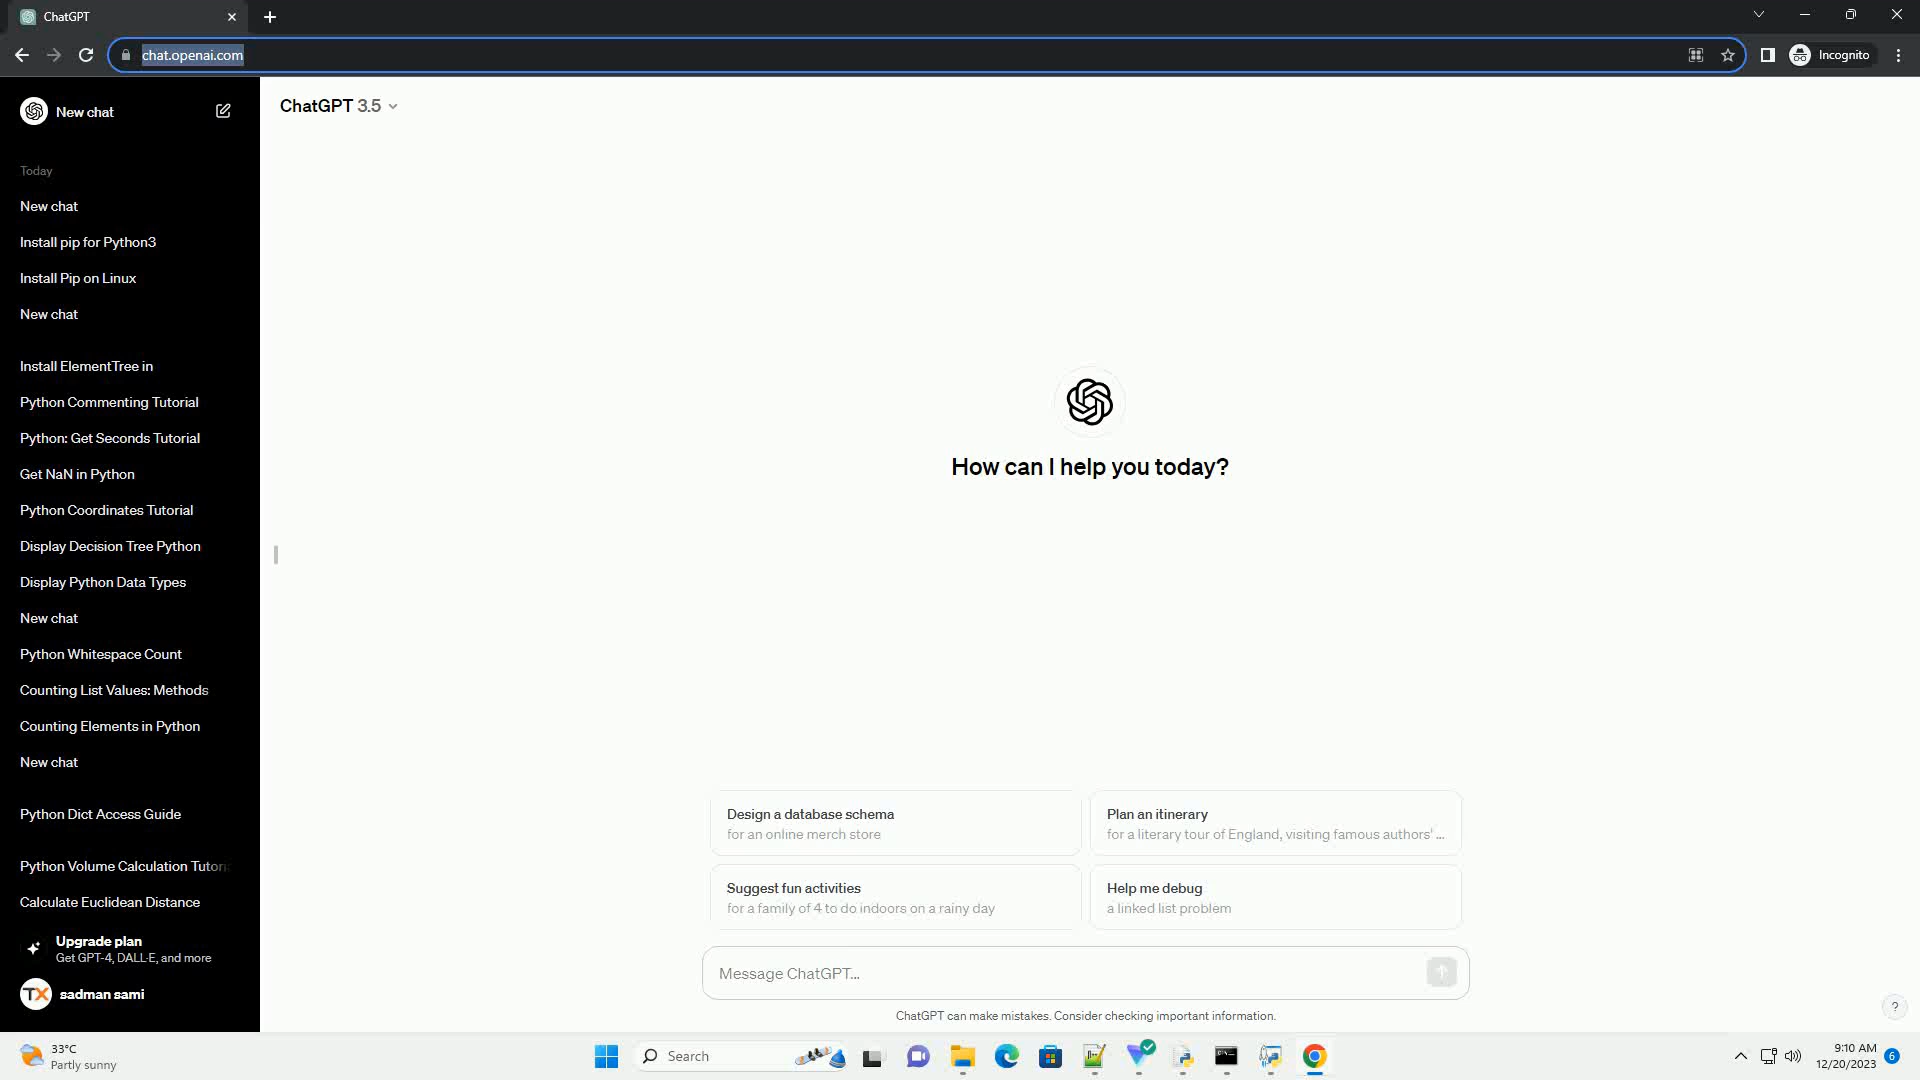 ChatGPT
chat.openai.com
Incognito
New chat
ChatGPT 3.5
Today
New chat
Install pip for Python3
Install Pip on Linux
New chat
Install ElementTree in
Python Commenting Tutorial
Python: Get Seconds Tutorial
Get NaN in Python
Python Coordinates Tutorial
Display Decision Tree Python
Display Python Data Types
New chat
Python Whitespace Count
Counting List Values: Methods
Counting Elements in Python
New chat
Python Dict Access Guide
Python Volume Calculation Tutori
Calculate Euclidean Distance
Upgrade plan
Get GPT-4, DALL·E, and more
TX sadman sami
How can I help you today?
Design a database schema
for an online merch store
Plan an itinerary
for a literary tour of England, visiting famous authors' ...
Suggest fun activities
for a family of 4 to do indoors on a rainy day
Help me debug
a linked list problem
Message ChatGPT...
ChatGPT can make mistakes. Consider checking important information.
?
33°C
Partly sunny
Search
9:10 AM
12/20/2023
6